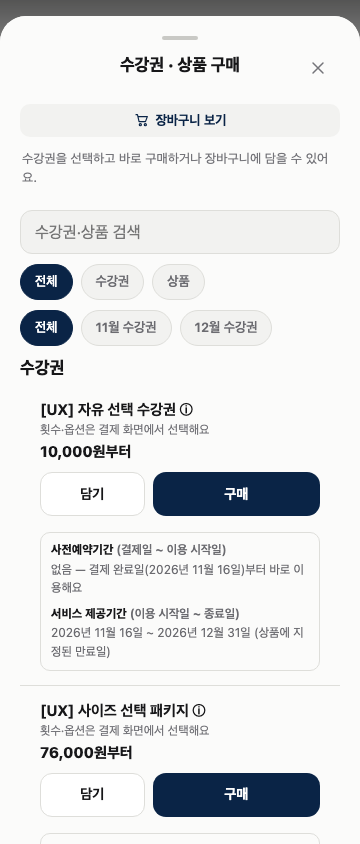 수강권 · 상품 구매
장바구니 보기
수강권을 선택하고 바로 구매하거나 장바구니에 담을 수 있어
요.
수강권·상품 검색
전체 수강권 상품
전체 11월 수강권 12월 수강권
수강권
[UX] 자유 선택 수강권 ⓘ
횟수·옵션은 결제 화면에서 선택해요
10,000원부터
담기 구매
사전예약기간 (결제일 ~ 이용 시작일)
없음 — 결제 완료일(2026년 11월 16일)부터 바로 이
용해요
서비스 제공기간 (이용 시작일 ~ 종료일)
2026년 11월 16일 ~ 2026년 12월 31일 (상품에 지
정된 만료일)
[UX] 사이즈 선택 패키지 ⓘ
횟수·옵션은 결제 화면에서 선택해요
76,000원부터
담기 구매